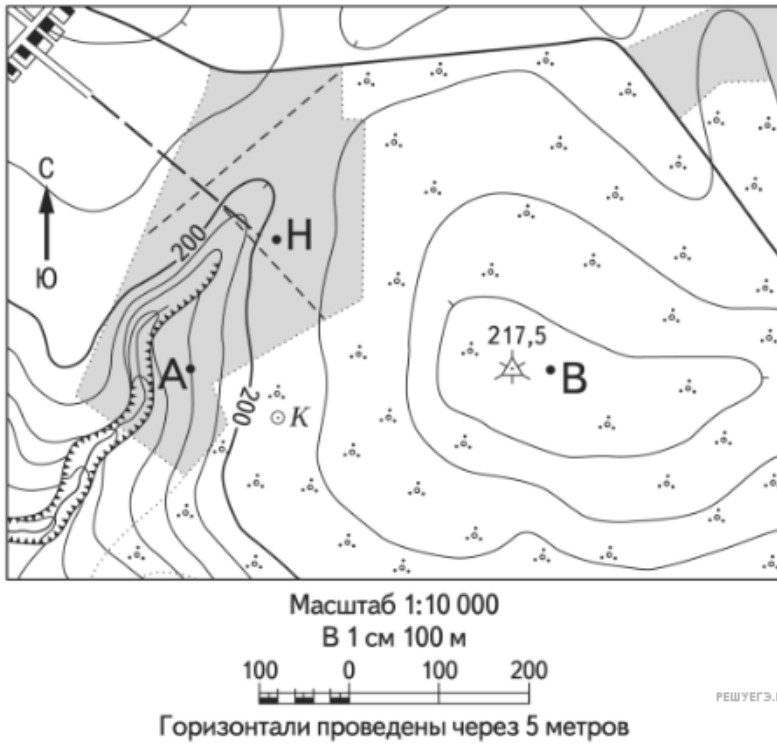 С
Ю
200
Н
217,5
А
В
200
К
Масштаб 1:10 000
В 1 см 100 м
100 0 100 200
РЕШУЕГЭ.
Горизонтали проведены через 5 метров